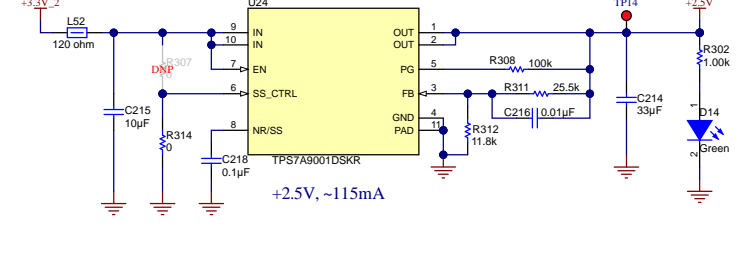 +3.3V_2
U24
TP14
+2.5V
L52
120 ohm
R307
DNP
9 IN
10 IN
7 EN
6 SS_CTRL
8 NR/SS
OUT 1
OUT 2
PG 5
FB 3
GND 4
PAD 11
R308 100k
R311 25.5k
C216 0.01µF
R312
11.8k
R302
1.00k
C215
10µF
R314
0
C218
0.1µF
C214
33µF
1
D14
Green
2
TPS7A9001DSKR
+2.5V, ~115mA